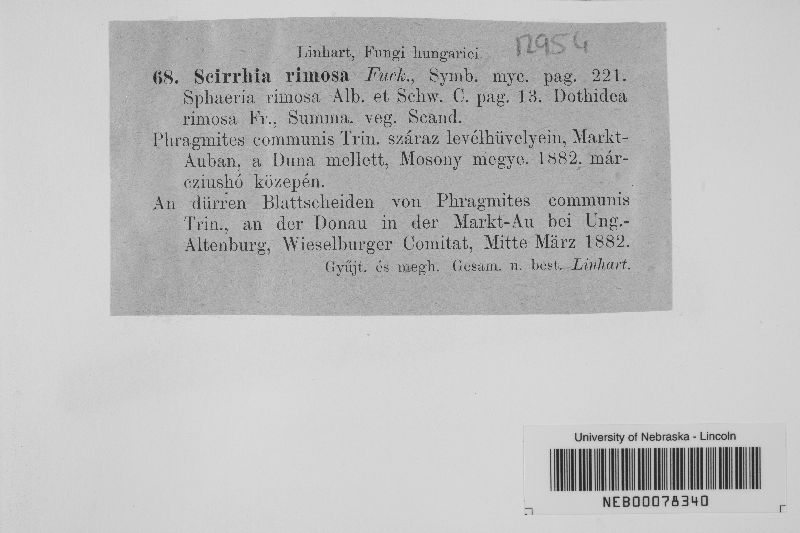 Linhart, Fungi hungarici 12954
68. Scirrhia rimosa Fuck., Symb. myc. pag. 221.
Sphaeria rimosa Alb. et Schw. C. pag. 13. Dothidea
rimosa Fr., Summa. veg. Scand.
Phragmites communis Trin. száraz levélhüvelyein, Markt-
Auban, a Duna mellett, Mosony megye. 1882. már-
cziushó közepén.
An dürren Blattscheiden von Phragmites communis
Trin., an der Donau in der Markt-Au bei Ung.-
Altenburg, Wieselburger Comitat, Mitte März 1882.
Gyűjt. és megh. Gesam. n. best. Linhart.
University of Nebraska - Lincoln
NEB00078340